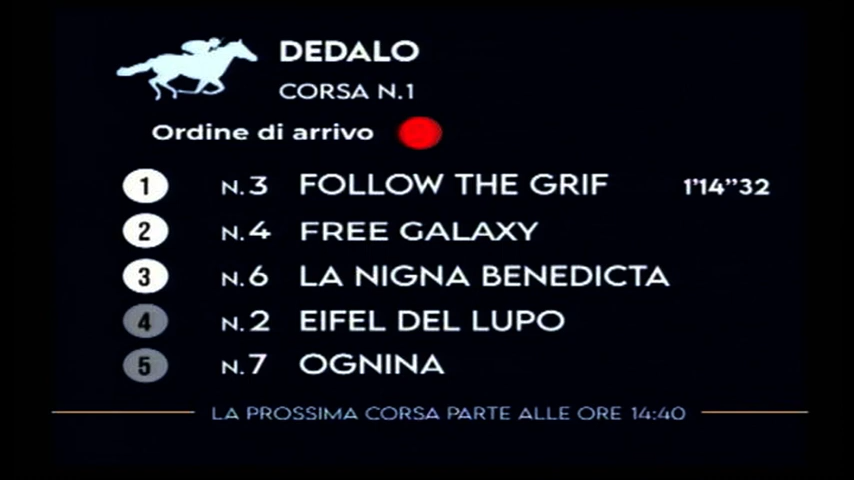 DEDALO
CORSA N.1
Ordine di arrivo
1 N.3 FOLLOW THE GRIF 1'14"32
2 N.4 FREE GALAXY
3 N.6 LA NIGNA BENEDICTA
4 N.2 EIFEL DEL LUPO
5 N.7 OGNINA
LA PROSSIMA CORSA PARTE ALLE ORE 14:40